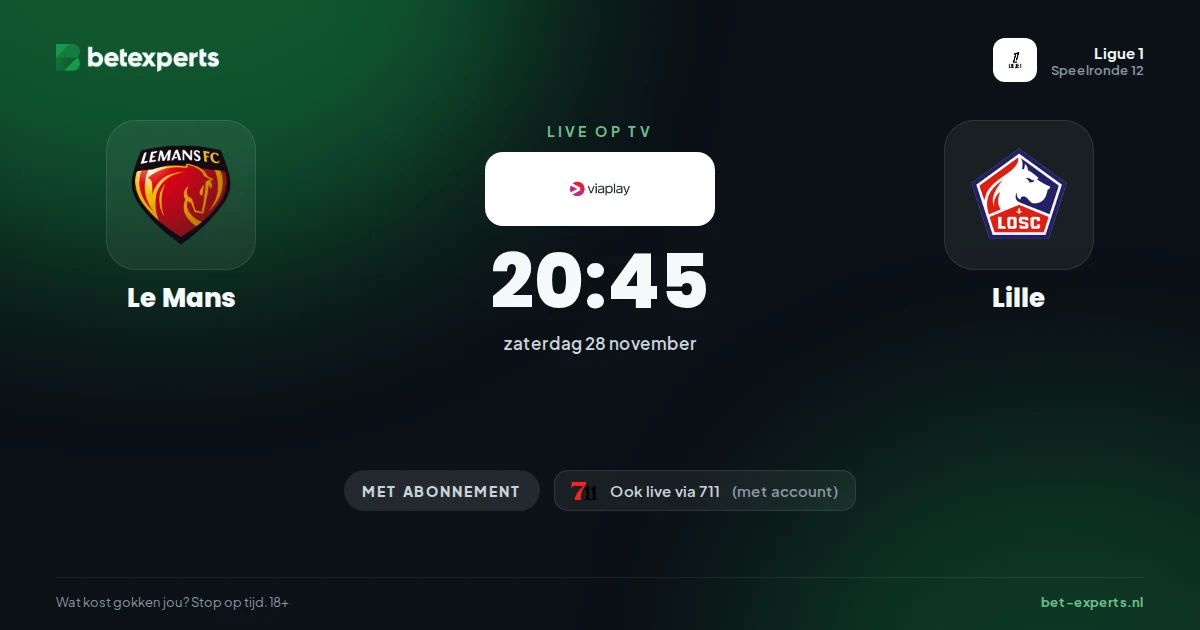 betexperts
Ligue 1
Speelronde 12
LIVE OP TV
LEMANS FC
viaplay
LOSC
20:45
Le Mans
Lille
zaterdag 28 november
MET ABONNEMENT
711
Ook live via 711 (met account)
Wat kost gokken jou? Stop op tijd. 18+
bet-experts.nl